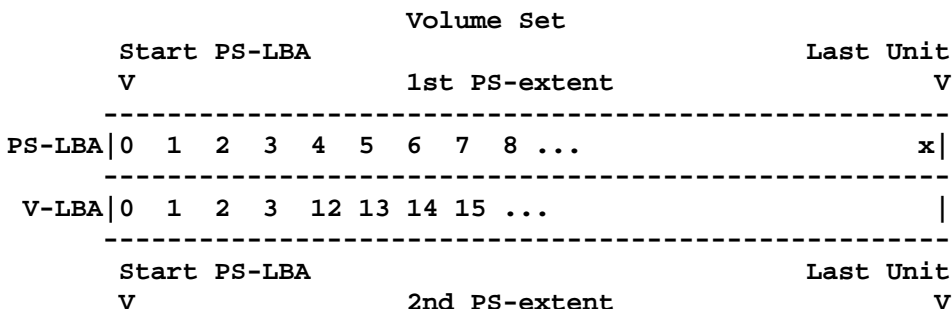 Volume Set
Start PS-LBA Last Unit
V 1st PS-extent V
------------------------------------------------------
PS-LBA|0 1 2 3 4 5 6 7 8 ... x|
------------------------------------------------------
V-LBA|0 1 2 3 12 13 14 15 ... |
------------------------------------------------------
Start PS-LBA Last Unit
V 2nd PS-extent V